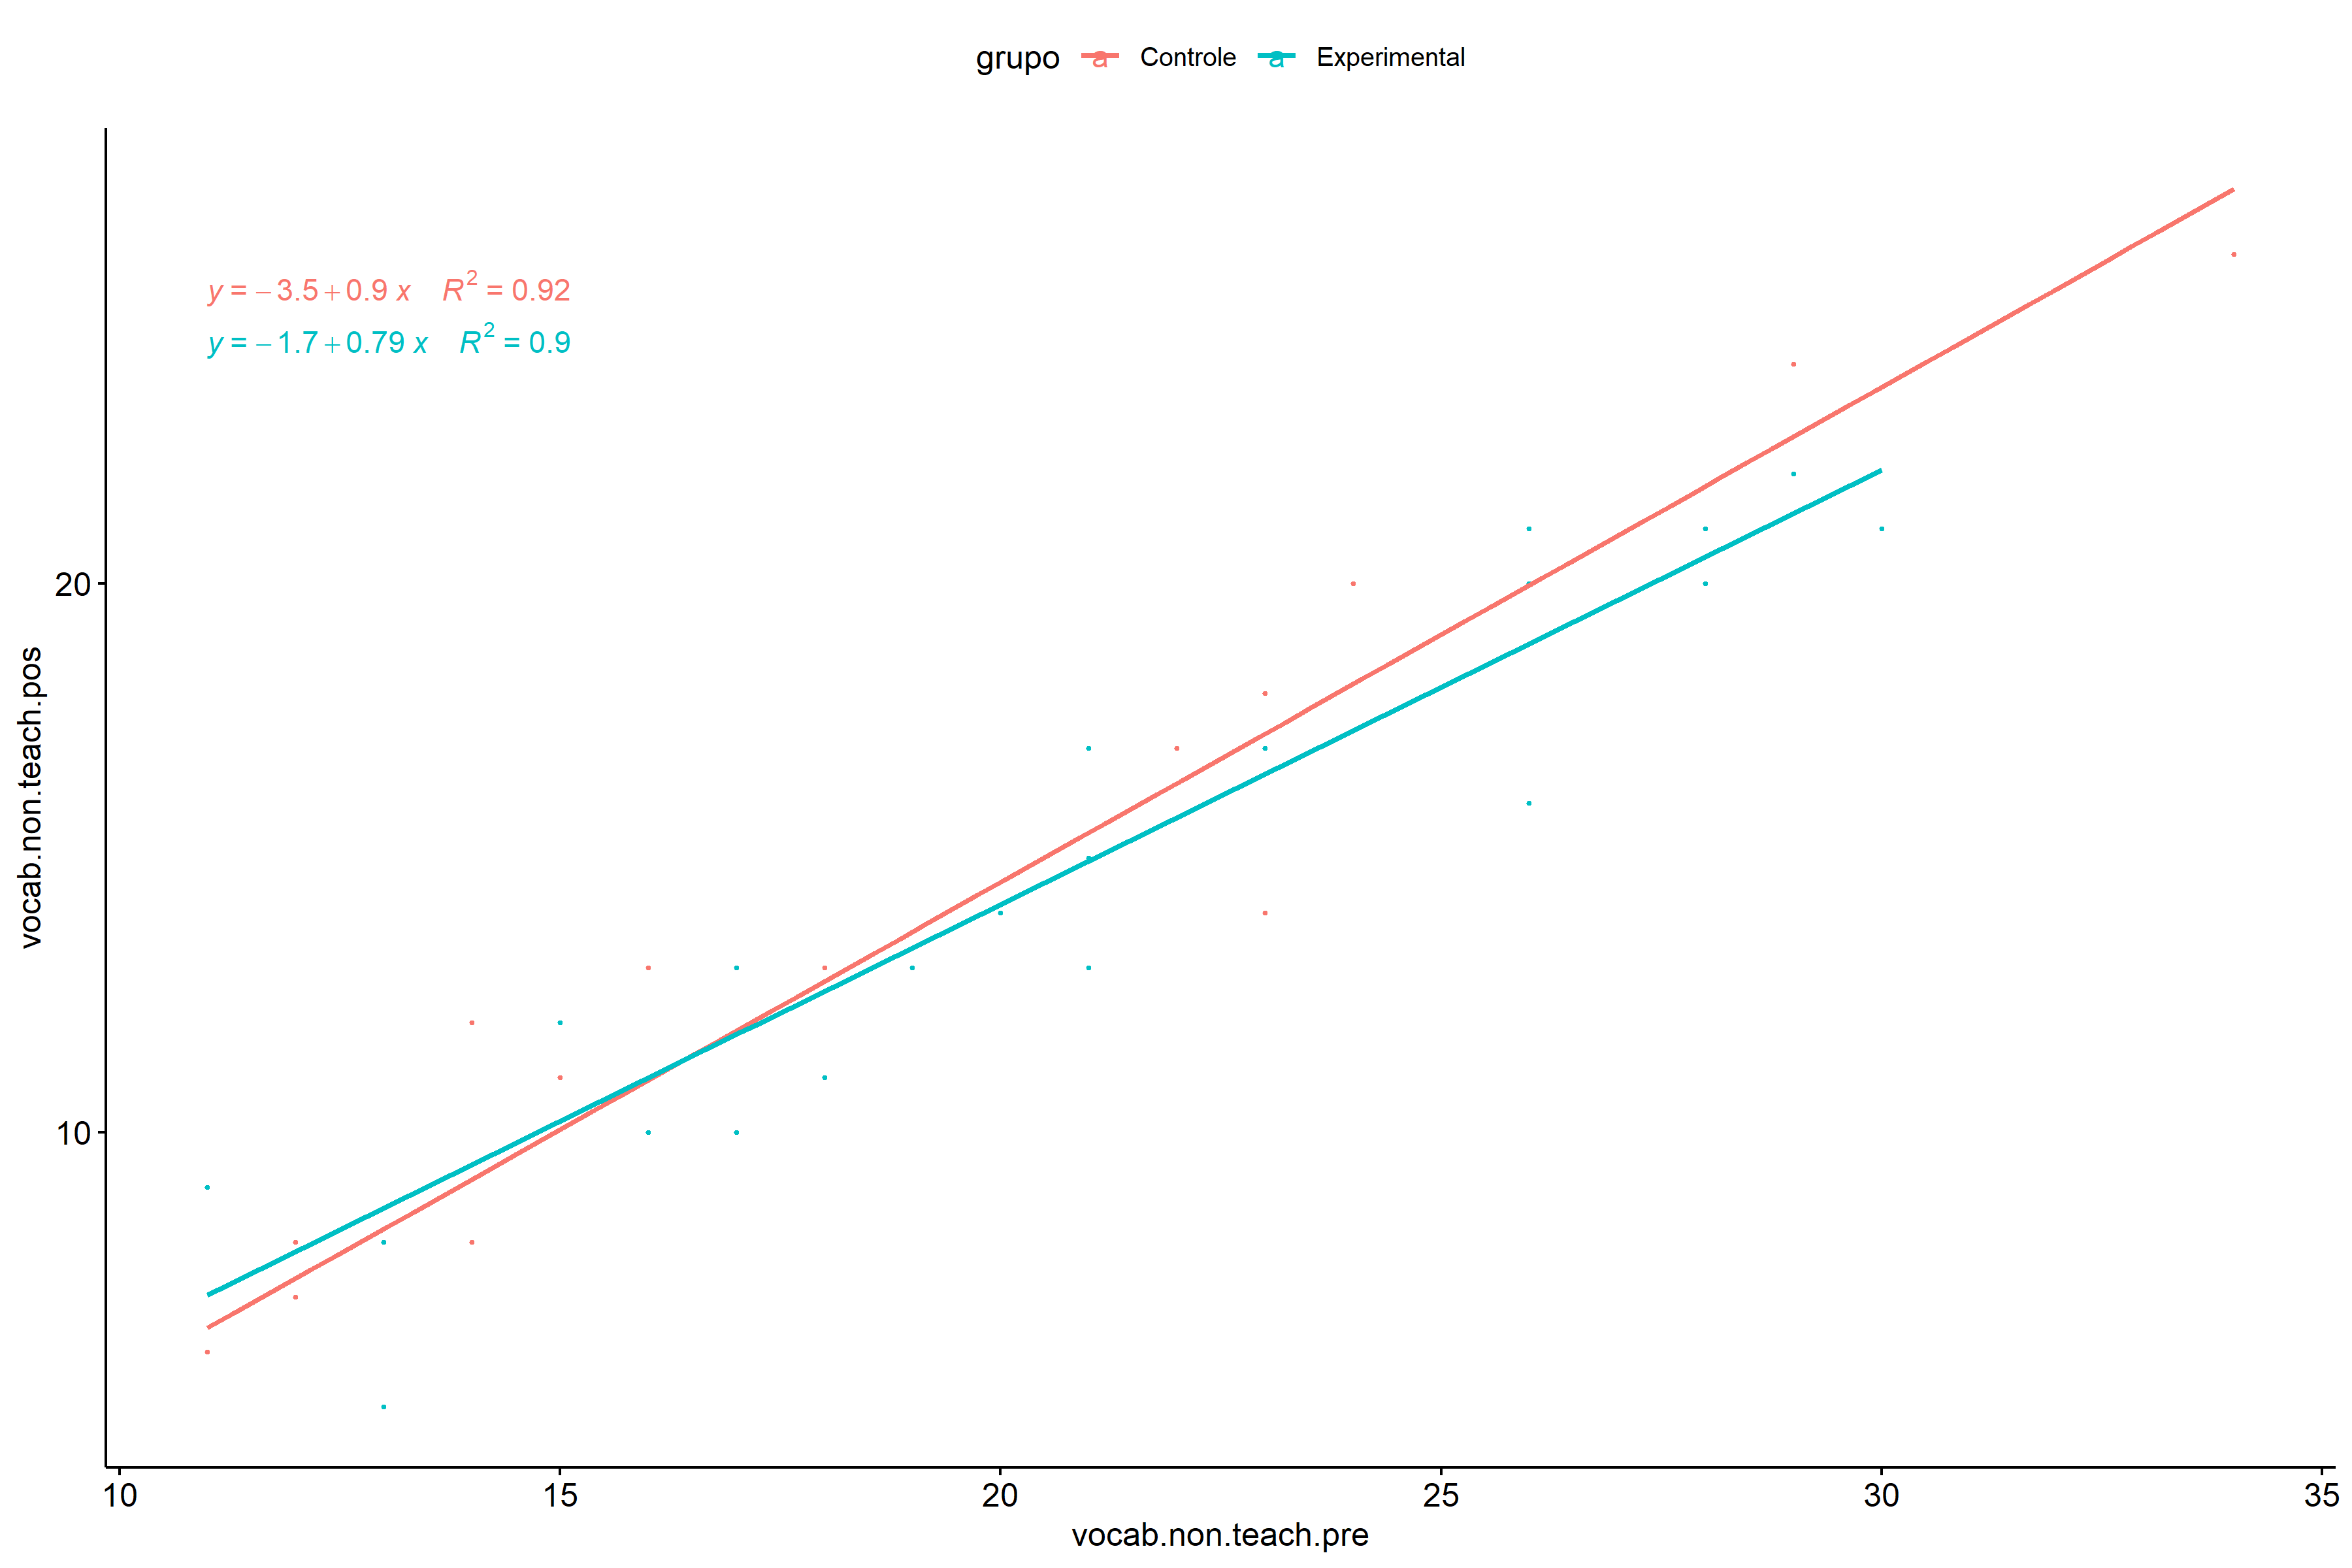 grupo a Controle a Experimental
y = − 3.5 + 0.9 x R² = 0.92
y = − 1.7 + 0.79 x R² = 0.9
20
10
vocab.non.teach.pos
10 15 20 25 30 35
vocab.non.teach.pre